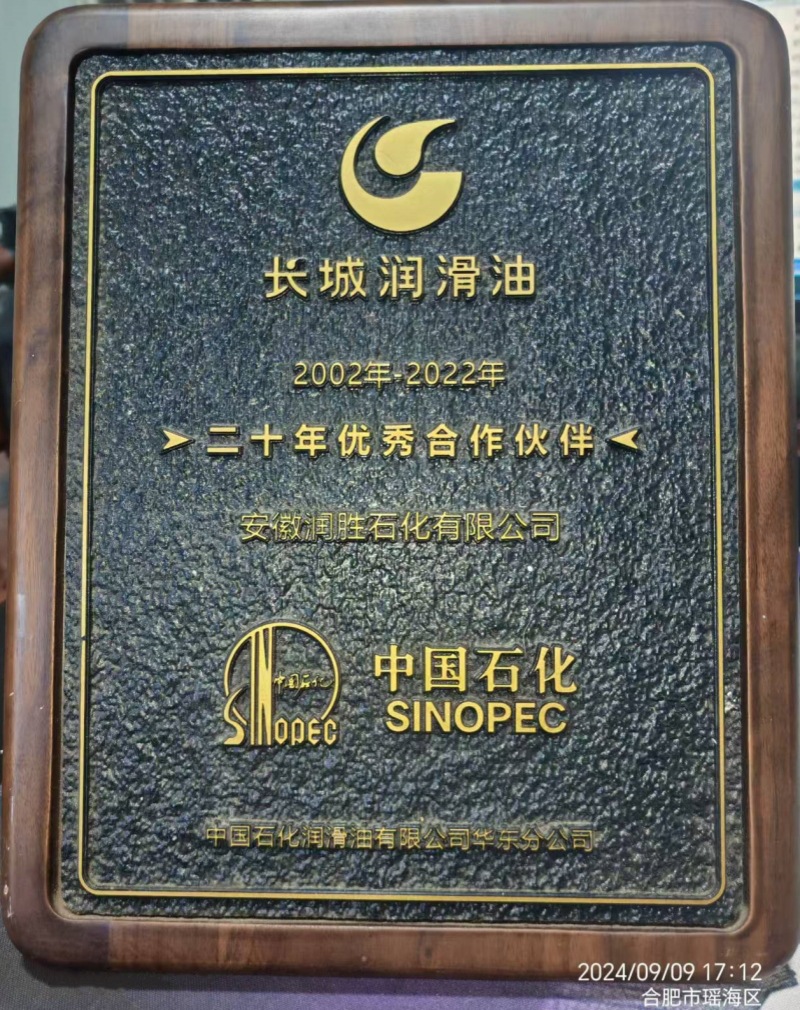 长城润滑油
2002年-2022年
二十年优秀合作伙伴
安徽润胜石化有限公司
中国石化
SINOPEC
中国石化
SINOPEC
中国石化润滑油有限公司华东分公司
2024/09/09 17:12
合肥市瑶海区